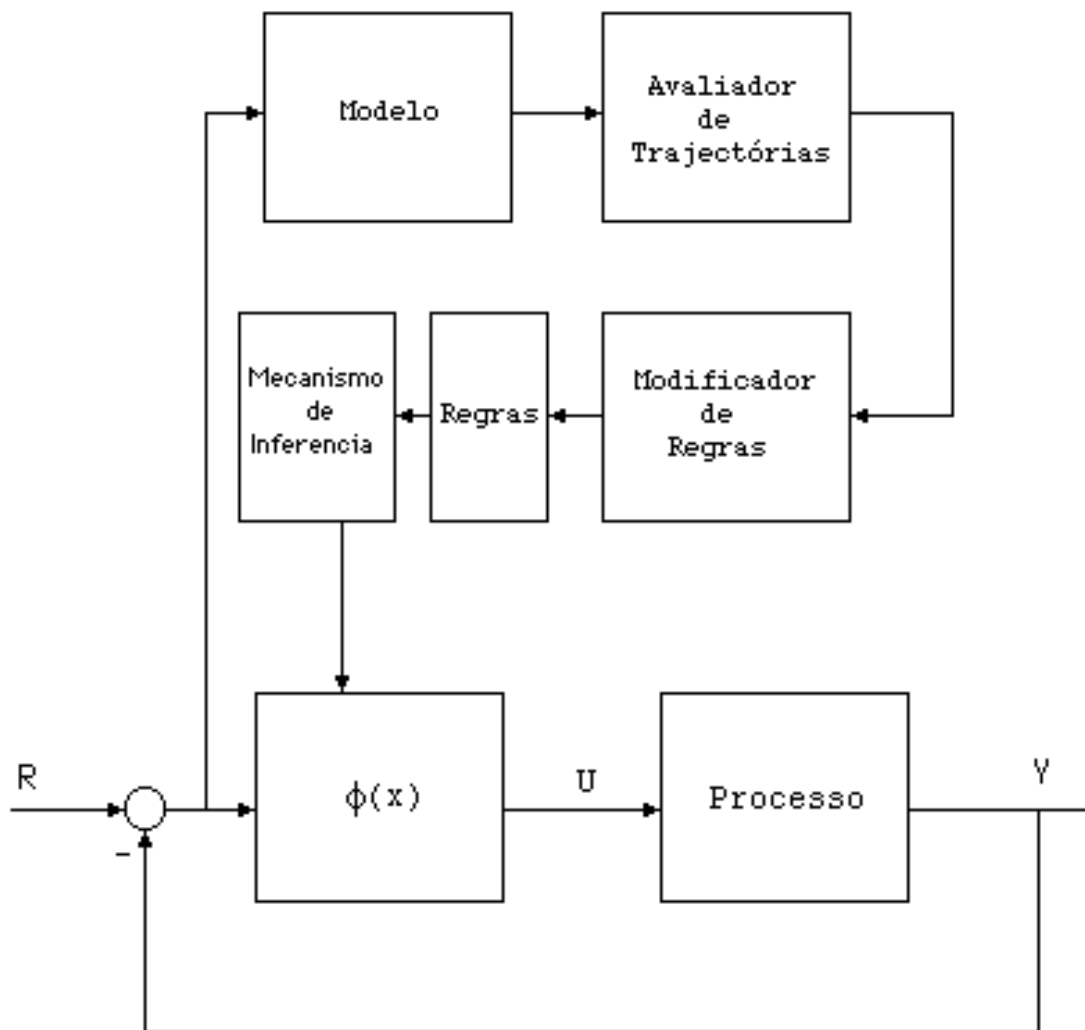 Modelo
Avaliador
de
Trajectórias
Mecanismo
de
Inferencia
Regras
Modificador
de
Regras
R
-
ϕ(x)
U
Processo
Y